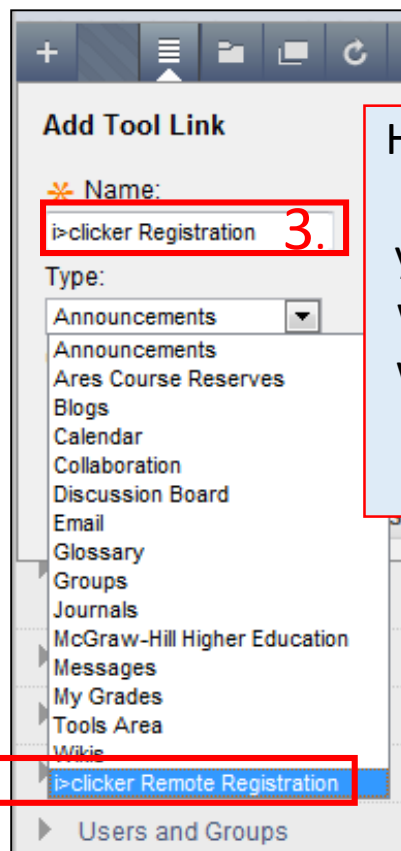 +
Add Tool Link
H
Name:
i>clicker Registration 3.
Type:
Announcements
Announcements
Ares Course Reserves
Blogs
Calendar
Collaboration
Discussion Board
Email
Glossary
Groups
Journals
McGraw-Hill Higher Education
Messages
My Grades
Tools Area
Wikis
i>clicker Remote Registration
Users and Groups